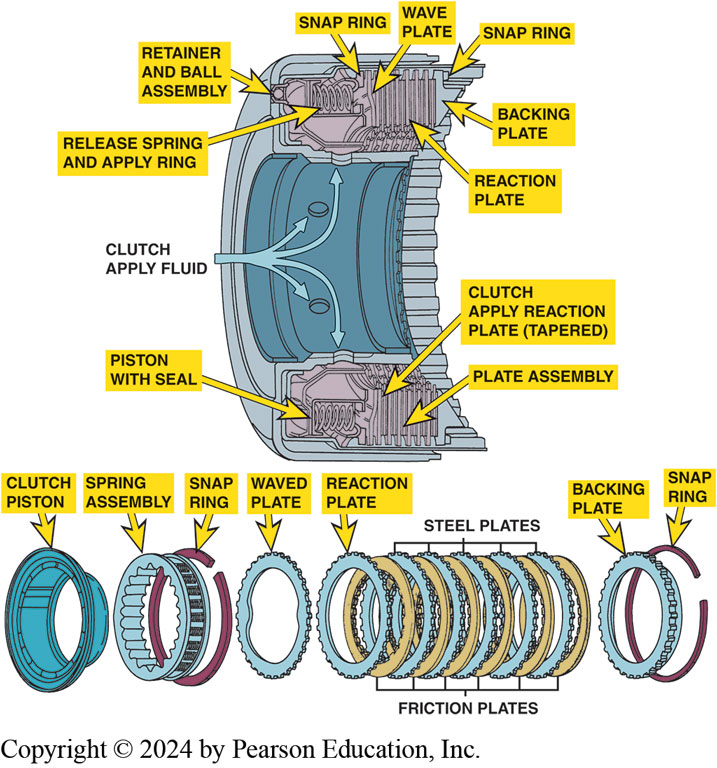 SNAP RING
WAVE
PLATE
SNAP RING
RETAINER
AND BALL
ASSEMBLY
BACKING
PLATE
RELEASE SPRING
AND APPLY RING
REACTION
PLATE
CLUTCH
APPLY FLUID
CLUTCH
APPLY REACTION
PLATE (TAPERED)
PISTON
WITH SEAL
PLATE ASSEMBLY
CLUTCH
PISTON
SPRING
ASSEMBLY
SNAP
RING
WAVED
PLATE
REACTION
PLATE
STEEL PLATES
BACKING
PLATE
SNAP
RING
FRICTION PLATES
Copyright © 2024 by Pearson Education, Inc.